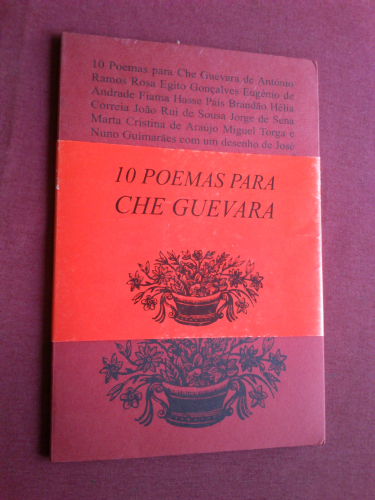 10 Poemas para Che Guevara de António
Ramos Rosa Egito Gonçalves Eugénio de
Andrade Fiama Hasse Pais Brandão Hélia
Correia João Rui de Sousa Jorge de Sena
Marta Cristina de Araújo Miguel Torga e
Nuno Guimarães com um desenho de José
10 POEMAS PARA
CHE GUEVARA